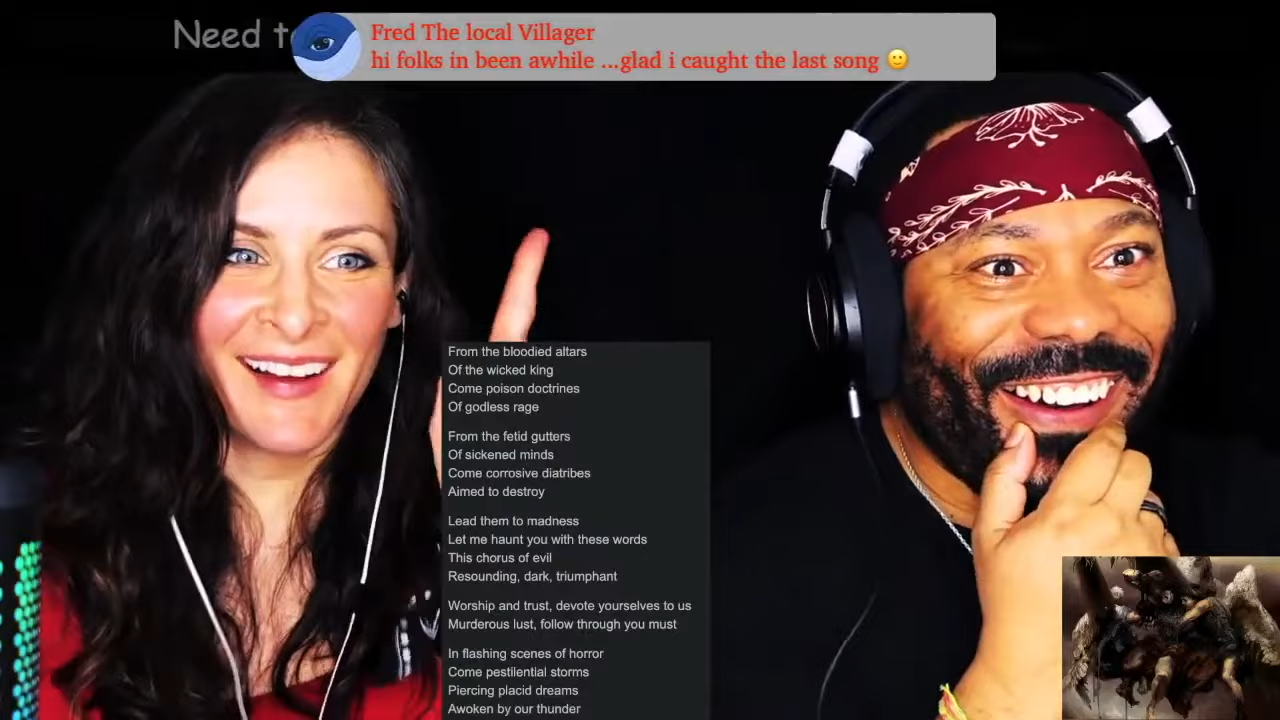 Need to
Fred The local Villager
hi folks in been awhile ...glad i caught the last song 🙂
From the bloodied altars
Of the wicked king
Come poison doctrines
Of godless rage
From the fetid gutters
Of sickened minds
Come corrosive diatribes
Aimed to destroy
Lead them to madness
Let me haunt you with these words
This chorus of evil
Resounding, dark, triumphant
Worship and trust, devote yourselves to us
Murderous lust, follow through you must
In flashing scenes of horror
Come pestilential storms
Piercing placid dreams
Awoken by our thunder